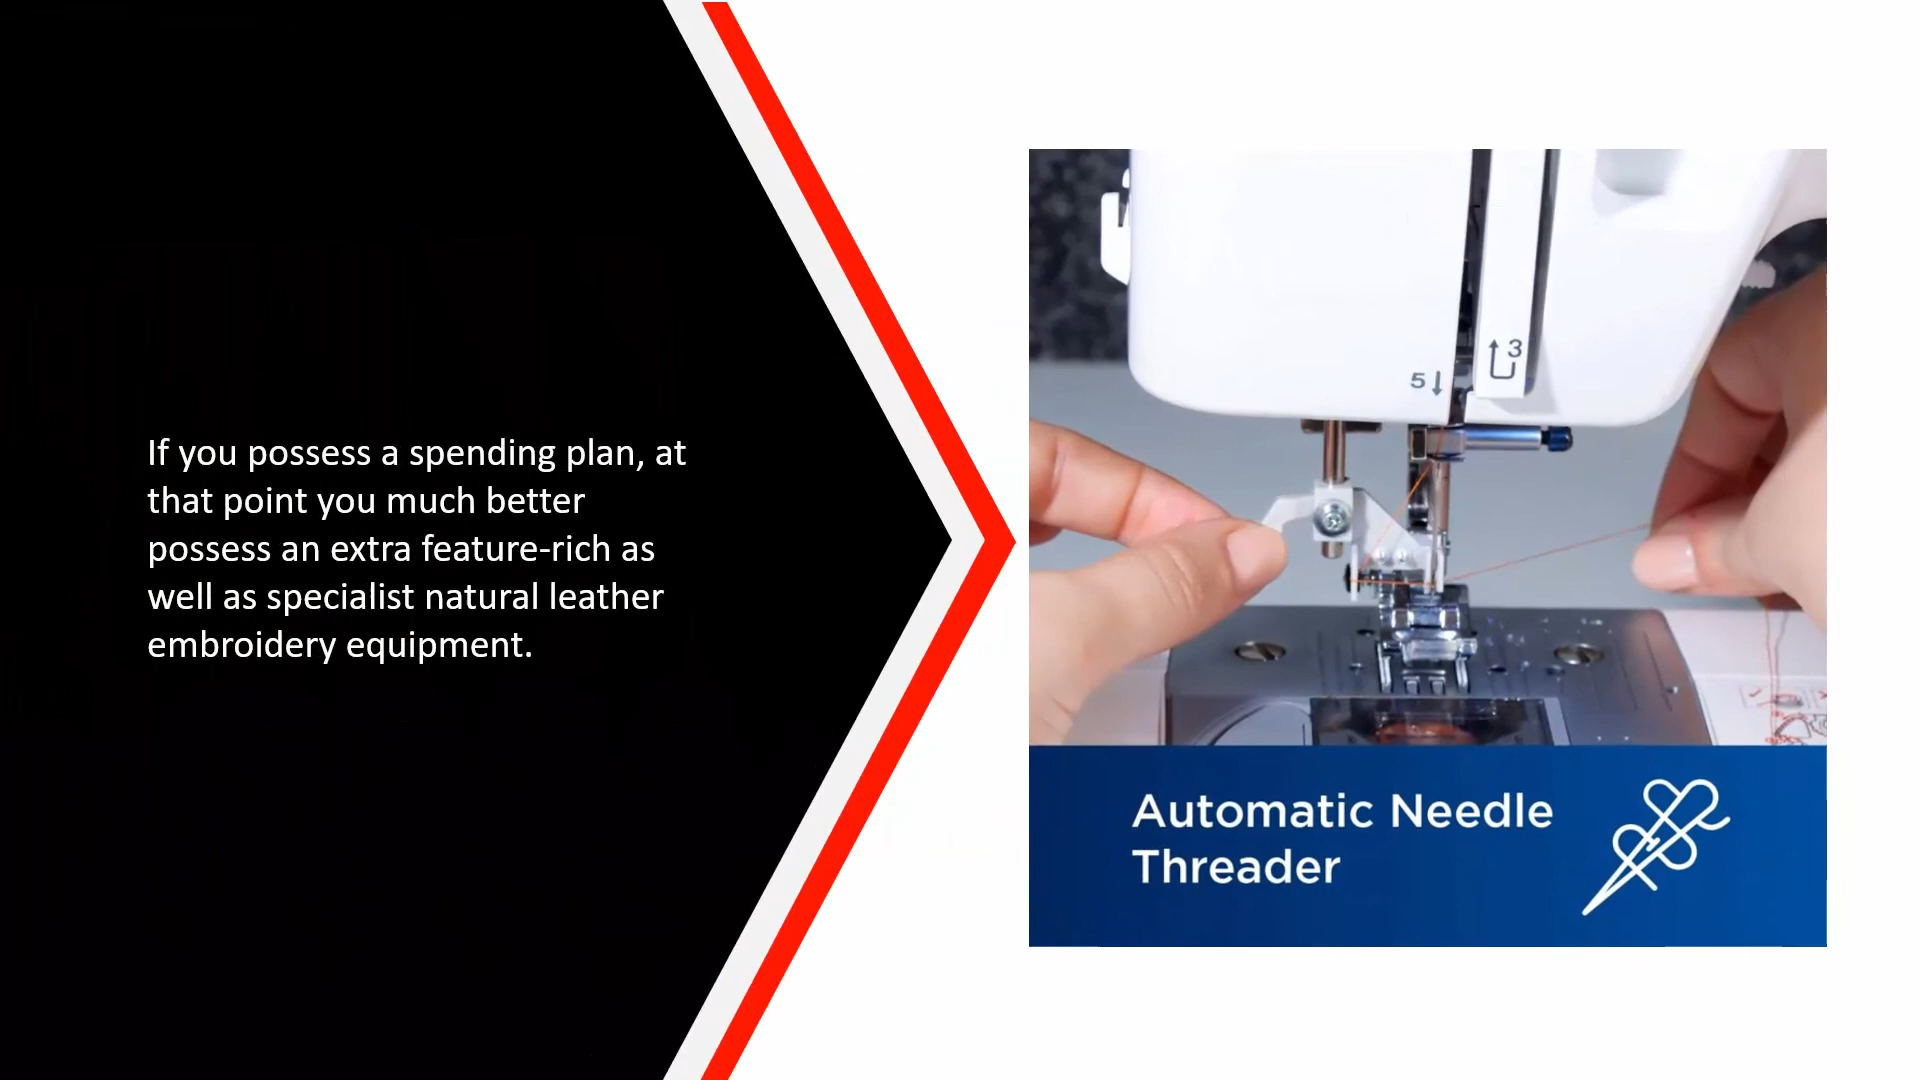 If you possess a spending plan, at
that point you much better
possess an extra feature-rich as
well as specialist natural leather
embroidery equipment.
3
5
Automatic Needle
Threader